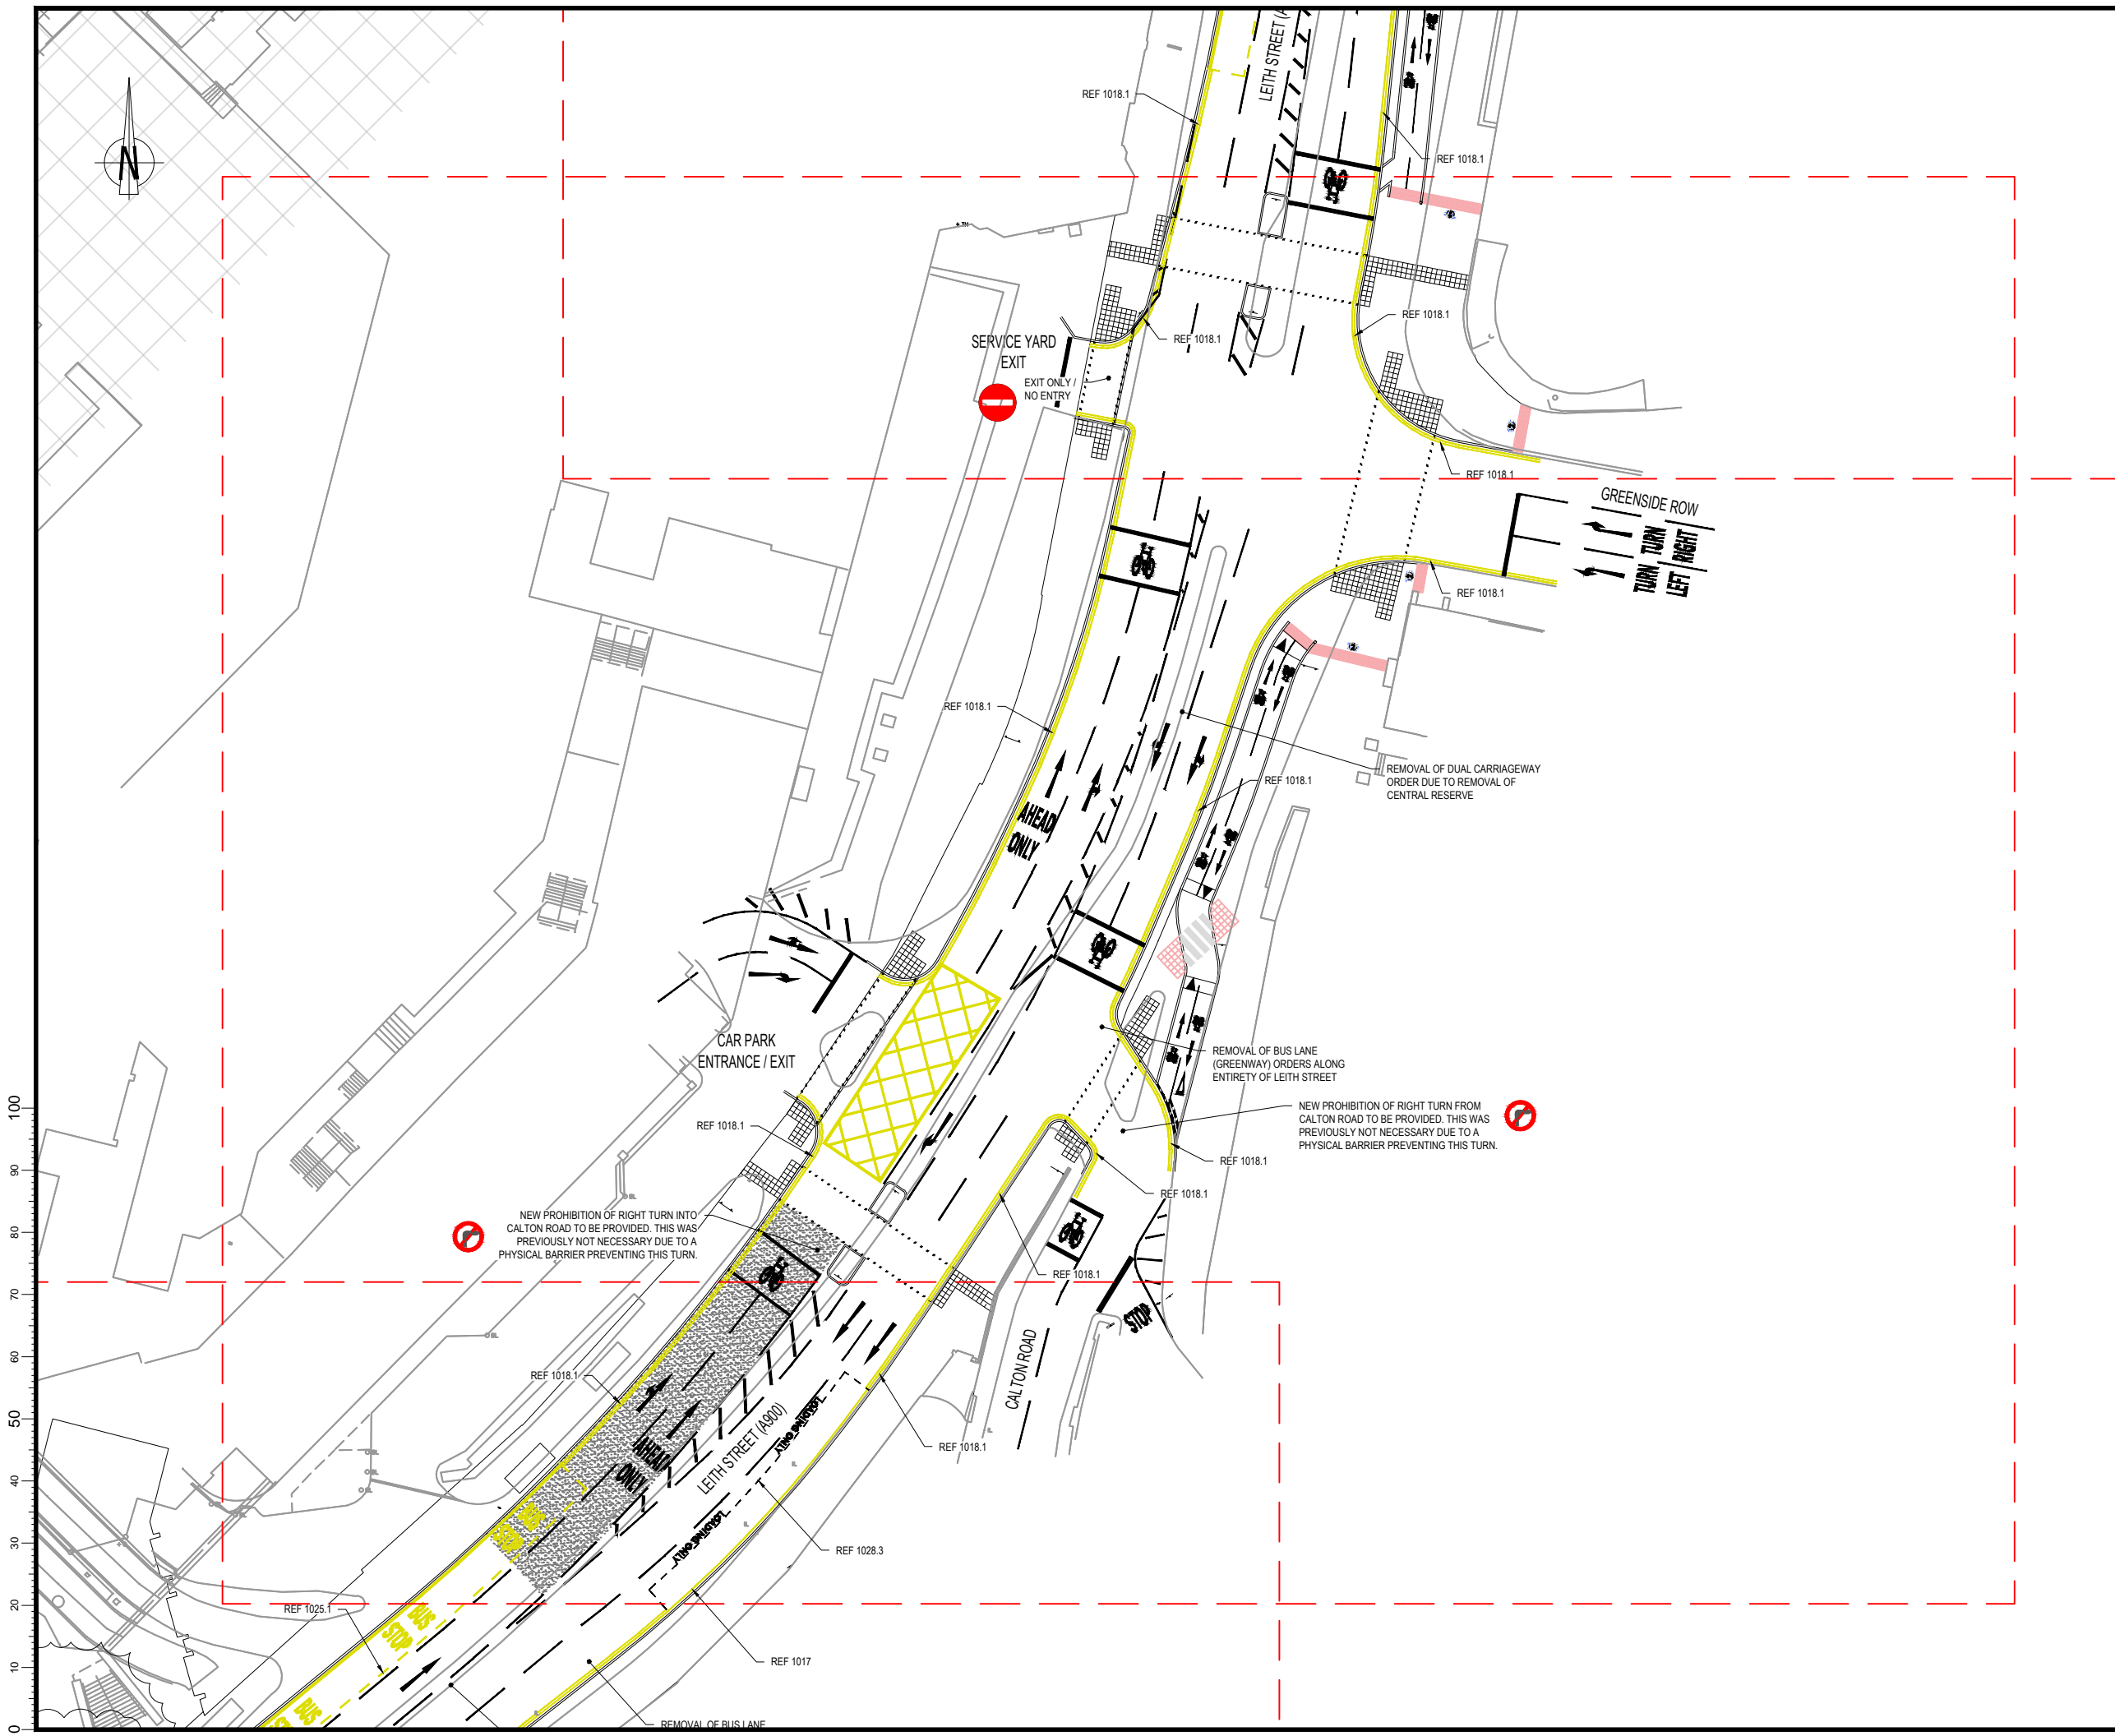 LEITH STREET (A
REF 1018.1
REF 1018.1
N
REF 1018.1
REF 1018.1
SERVICE YARD
EXIT
EXIT ONLY /
NO ENTRY
REF 1018.1
GREENSIDE ROW
TURN RIGHT
TURN LEFT
REF 1018.1
REF 1018.1
REMOVAL OF DUAL CARRIAGEWAY
ORDER DUE TO REMOVAL OF
CENTRAL RESERVE
REF 1018.1
AHEAD
ONLY
CAR PARK
ENTRANCE / EXIT
REMOVAL OF BUS LANE
(GREENWAY) ORDERS ALONG
ENTIRETY OF LEITH STREET
NEW PROHIBITION OF RIGHT TURN FROM
CALTON ROAD TO BE PROVIDED. THIS WAS
PREVIOUSLY NOT NECESSARY DUE TO A
PHYSICAL BARRIER PREVENTING THIS TURN.
REF 1018.1
REF 1018.1
REF 1018.1
NEW PROHIBITION OF RIGHT TURN INTO
CALTON ROAD TO BE PROVIDED. THIS WAS
PREVIOUSLY NOT NECESSARY DUE TO A
PHYSICAL BARRIER PREVENTING THIS TURN.
REF 1018.1
STOP
CALTON ROAD
REF 1018.1
LEITH STREET (A900)
LOADING ONLY
AHEAD
ONLY
REF 1018.1
BUS
STOP
LOADING ONLY
REF 1028.3
REF 1025.1
BUS
STOP
REF 1017
BUS
REMOVAL OF BUS LANE
100
90
80
70
60
50
40
30
20
10
0